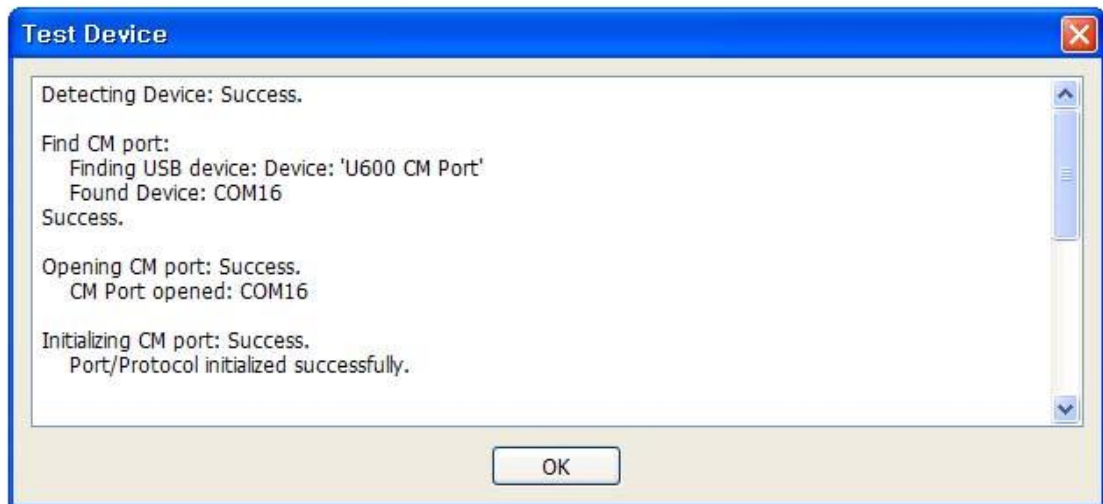 Test Device
Detecting Device: Success.
Find CM port:
Finding USB device: Device: 'U600 CM Port'
Found Device: COM16
Success.
Opening CM port: Success.
CM Port opened: COM16
Initializing CM port: Success.
Port/Protocol initialized successfully.
OK